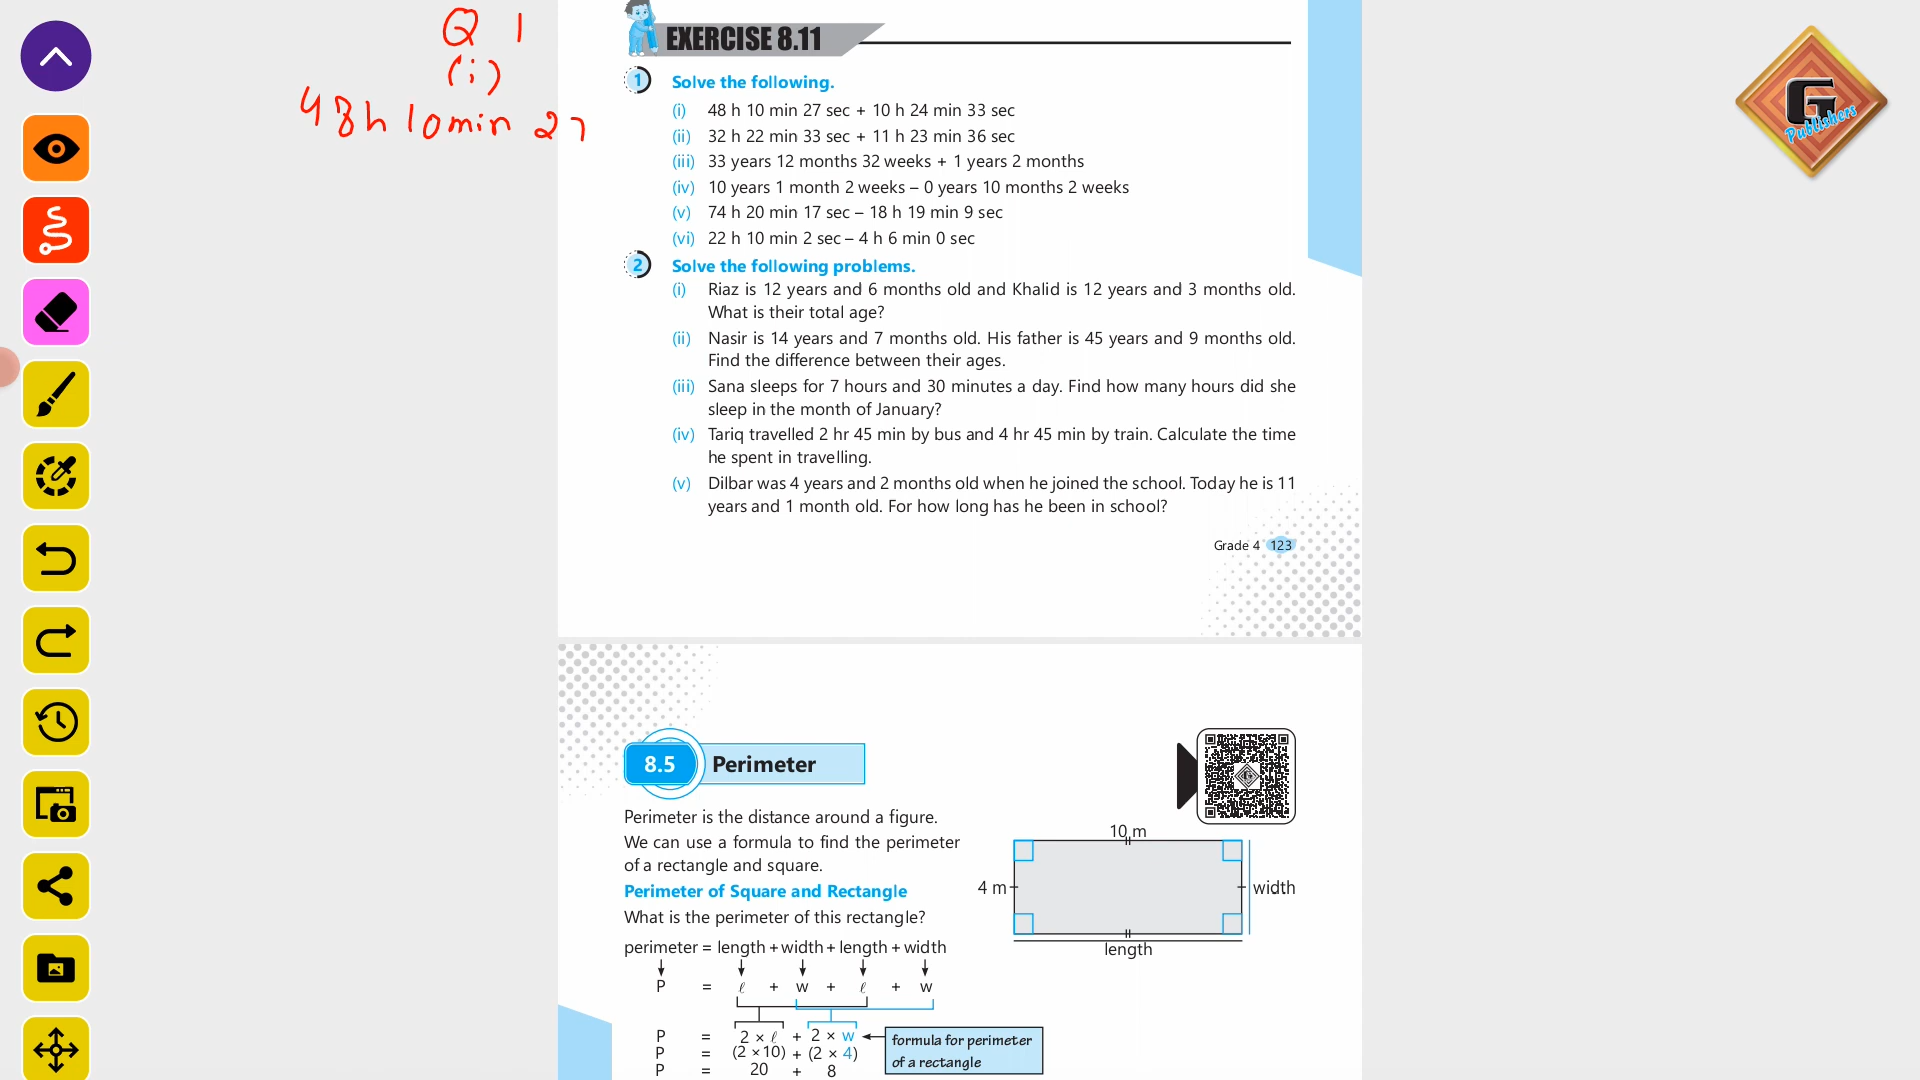 Q 1
(i)
48h 10min 27
EXERCISE 8.11
1 Solve the following.
(i) 48 h 10 min 27 sec + 10 h 24 min 33 sec
(ii) 32 h 22 min 33 sec + 11 h 23 min 36 sec
(iii) 33 years 12 months 32 weeks + 1 years 2 months
(iv) 10 years 1 month 2 weeks – 0 years 10 months 2 weeks
(v) 74 h 20 min 17 sec – 18 h 19 min 9 sec
(vi) 22 h 10 min 2 sec – 4 h 6 min 0 sec
2 Solve the following problems.
(i) Riaz is 12 years and 6 months old and Khalid is 12 years and 3 months old.
What is their total age?
(ii) Nasir is 14 years and 7 months old. His father is 45 years and 9 months old.
Find the difference between their ages.
(iii) Sana sleeps for 7 hours and 30 minutes a day. Find how many hours did she
sleep in the month of January?
(iv) Tariq travelled 2 hr 45 min by bus and 4 hr 45 min by train. Calculate the time
he spent in travelling.
(v) Dilbar was 4 years and 2 months old when he joined the school. Today he is 11
years and 1 month old. For how long has he been in school?
Grade 4 123
G
Publishers
8.5 Perimeter
Perimeter is the distance around a figure.
We can use a formula to find the perimeter
of a rectangle and square.
Perimeter of Square and Rectangle
What is the perimeter of this rectangle?
perimeter = length + width + length + width
P = ℓ + w + ℓ + w
P = 2 × ℓ + 2 × w
P = (2 × 10) + (2 × 4)
P = 20 + 8
formula for perimeter
of a rectangle
10 m
4 m
width
length